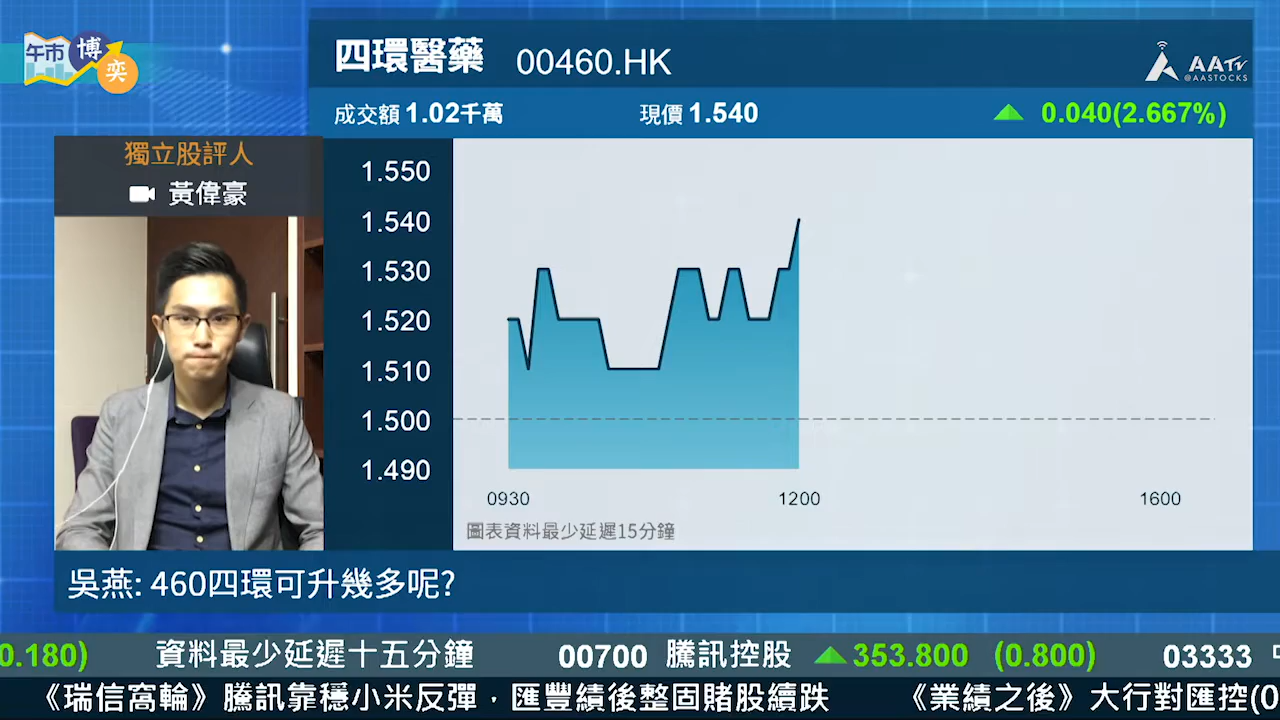 午市
博
奕
四環醫藥 00460.HK
AATV
@AASTOCKS
成交額 1.02千萬 現價 1.540 0.040(2.667%)
獨立股評人
黃偉豪
1.550
1.540
1.530
1.520
1.510
1.500
1.490
0930 1200 1600
圖表資料最少延遲15分鐘
吳燕: 460四環可升幾多呢?
0.180) 資料最少延遲十五分鐘 00700 騰訊控股 353.800 (0.800) 03333
《瑞信窩輪》騰訊靠穩小米反彈，匯豐績後整固賭股續跌 《業績之後》大行對匯控(0